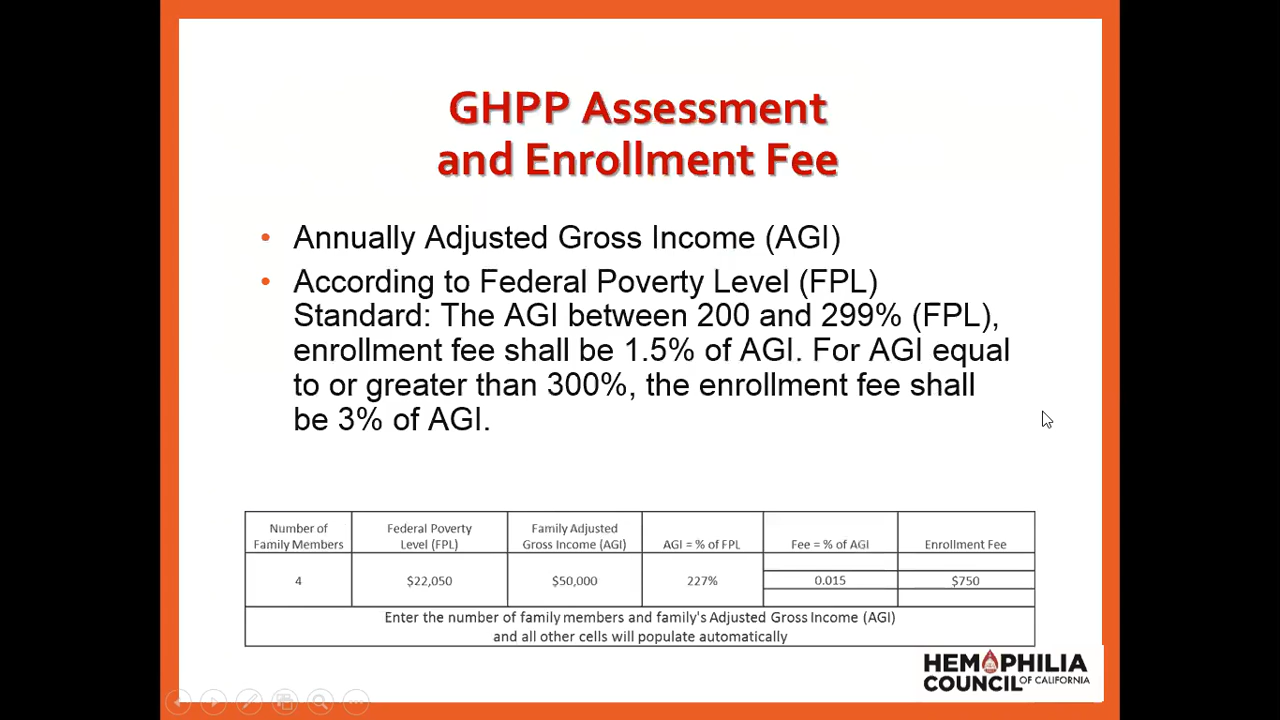 GHPP Assessment
and Enrollment Fee
• Annually Adjusted Gross Income (AGI)
• According to Federal Poverty Level (FPL)
Standard: The AGI between 200 and 299% (FPL),
enrollment fee shall be 1.5% of AGI. For AGI equal
to or greater than 300%, the enrollment fee shall
be 3% of AGI.
Number of Family Members
Federal Poverty Level (FPL)
Family Adjusted Gross Income (AGI)
AGI = % of FPL
Fee = % of AGI
Enrollment Fee
4 $22,050 $50,000 227% 0.015 $750
Enter the number of family members and family's Adjusted Gross Income (AGI)
and all other cells will populate automatically
HEMOPHILIA
COUNCIL OF CALIFORNIA